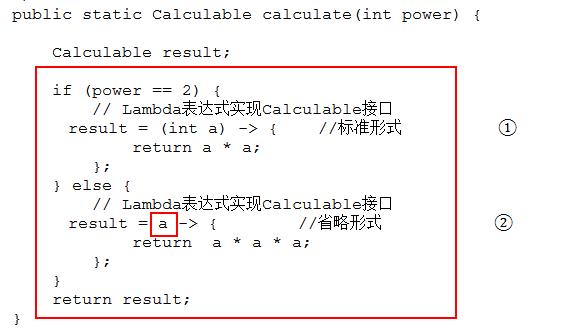 public static Calculable calculate(int power) {
Calculable result;
if (power == 2) {
// Lambda表达式实现Calculable接口
result = (int a) -> { //标准形式 ①
return a * a;
};
} else {
// Lambda表达式实现Calculable接口
result = a -> { //省略形式 ②
return a * a * a;
};
}
return result;
}